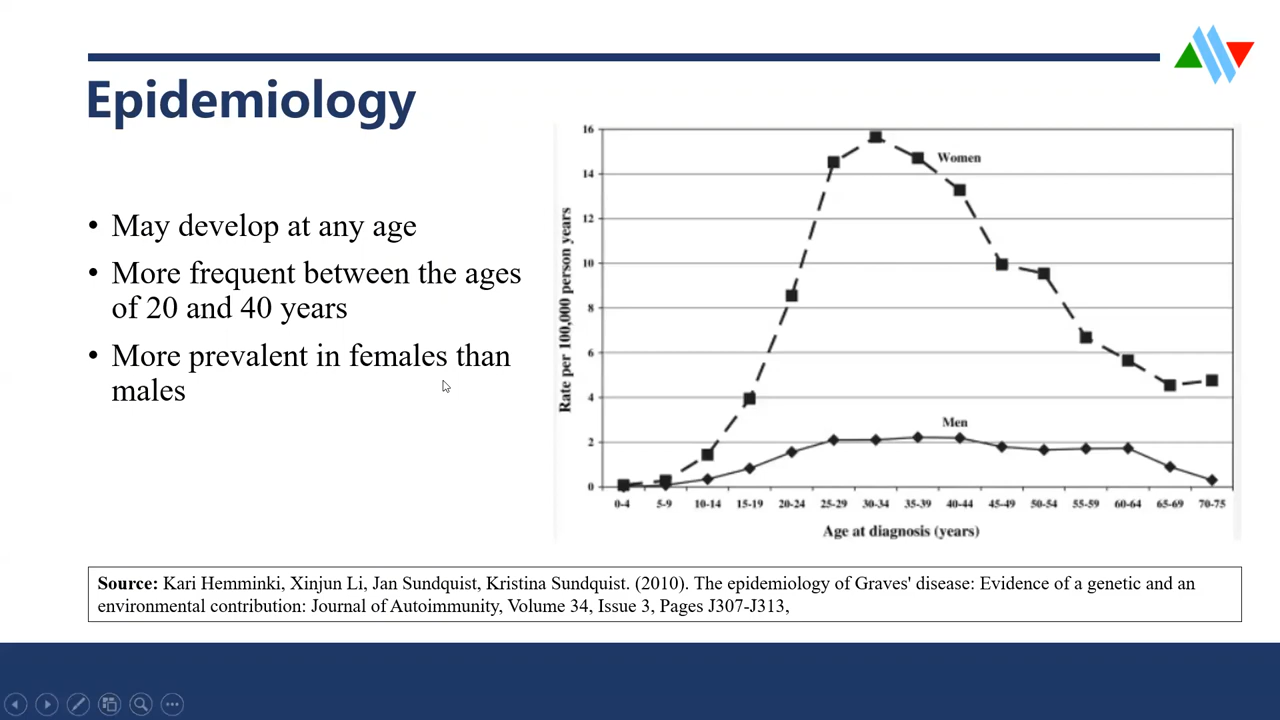 Epidemiology
• May develop at any age
• More frequent between the ages
of 20 and 40 years
• More prevalent in females than
males
Rate per 100,000 person years
16
14
12
10
8
6
4
2
0
Women
Men
0-4 5-9 10-14 15-19 20-24 25-29 30-34 35-39 40-44 45-49 50-54 55-59 60-64 65-69 70-75
Age at diagnosis (years)
Source: Kari Hemminki, Xinjun Li, Jan Sundquist, Kristina Sundquist. (2010). The epidemiology of Graves' disease: Evidence of a genetic and an
environmental contribution: Journal of Autoimmunity, Volume 34, Issue 3, Pages J307-J313,